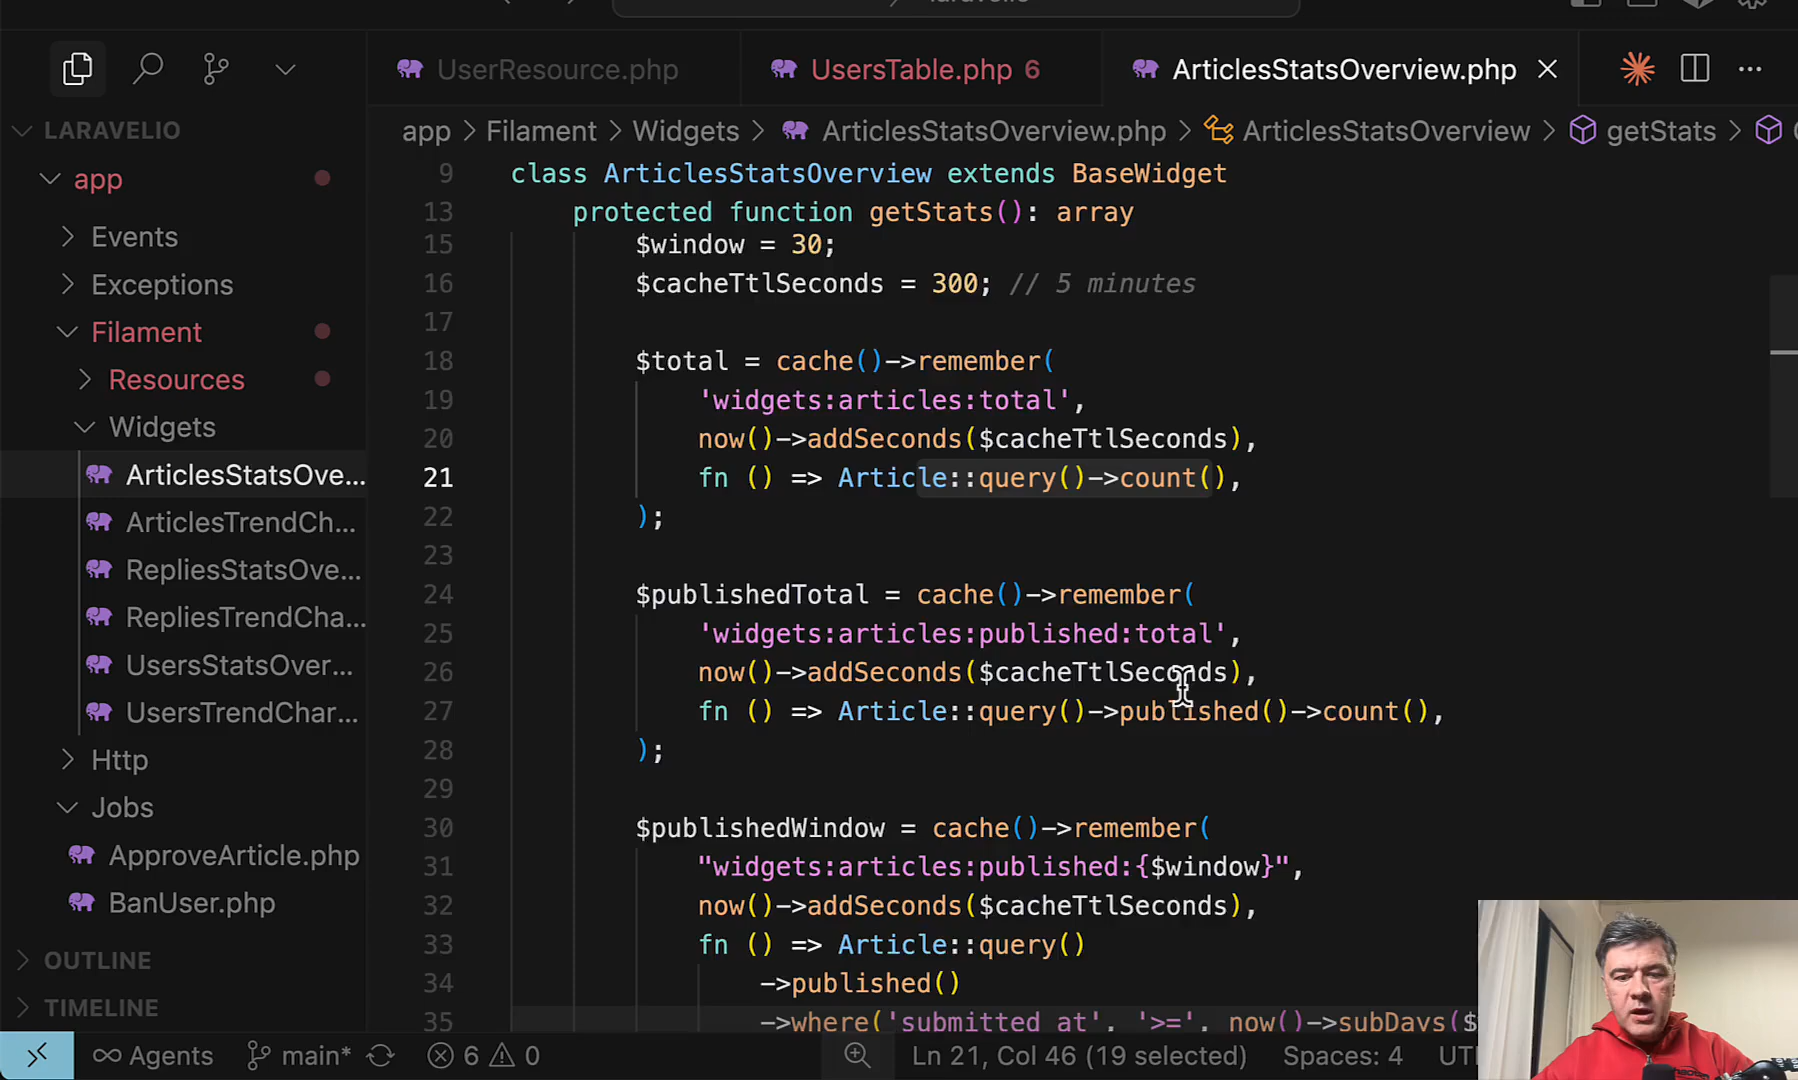 laravelio
UserResource.php
UsersTable.php 6
ArticlesStatsOverview.php
LARAVELIO
app
Events
Exceptions
Filament
Resources
Widgets
ArticlesStatsOve...
ArticlesTrendCh...
RepliesStatsOve...
RepliesTrendCha...
UsersStatsOver...
UsersTrendChar...
Http
Jobs
ApproveArticle.php
BanUser.php
OUTLINE
TIMELINE
app > Filament > Widgets > ArticlesStatsOverview.php > ArticlesStatsOverview > getStats >
9 class ArticlesStatsOverview extends BaseWidget
13 protected function getStats(): array
15 $window = 30;
16 $cacheTtlSeconds = 300; // 5 minutes
17
18 $total = cache()->remember(
19 'widgets:articles:total',
20 now()->addSeconds($cacheTtlSeconds),
21 fn () => Article::query()->count(),
22 );
23
24 $publishedTotal = cache()->remember(
25 'widgets:articles:published:total',
26 now()->addSeconds($cacheTtlSeconds),
27 fn () => Article::query()->published()->count(),
28 );
29
30 $publishedWindow = cache()->remember(
31 "widgets:articles:published:{$window}",
32 now()->addSeconds($cacheTtlSeconds),
33 fn () => Article::query()
34 ->published()
35 ->where('submitted_at', '>=', now()->subDays($
Agents main* 6 0 Ln 21, Col 46 (19 selected) Spaces: 4